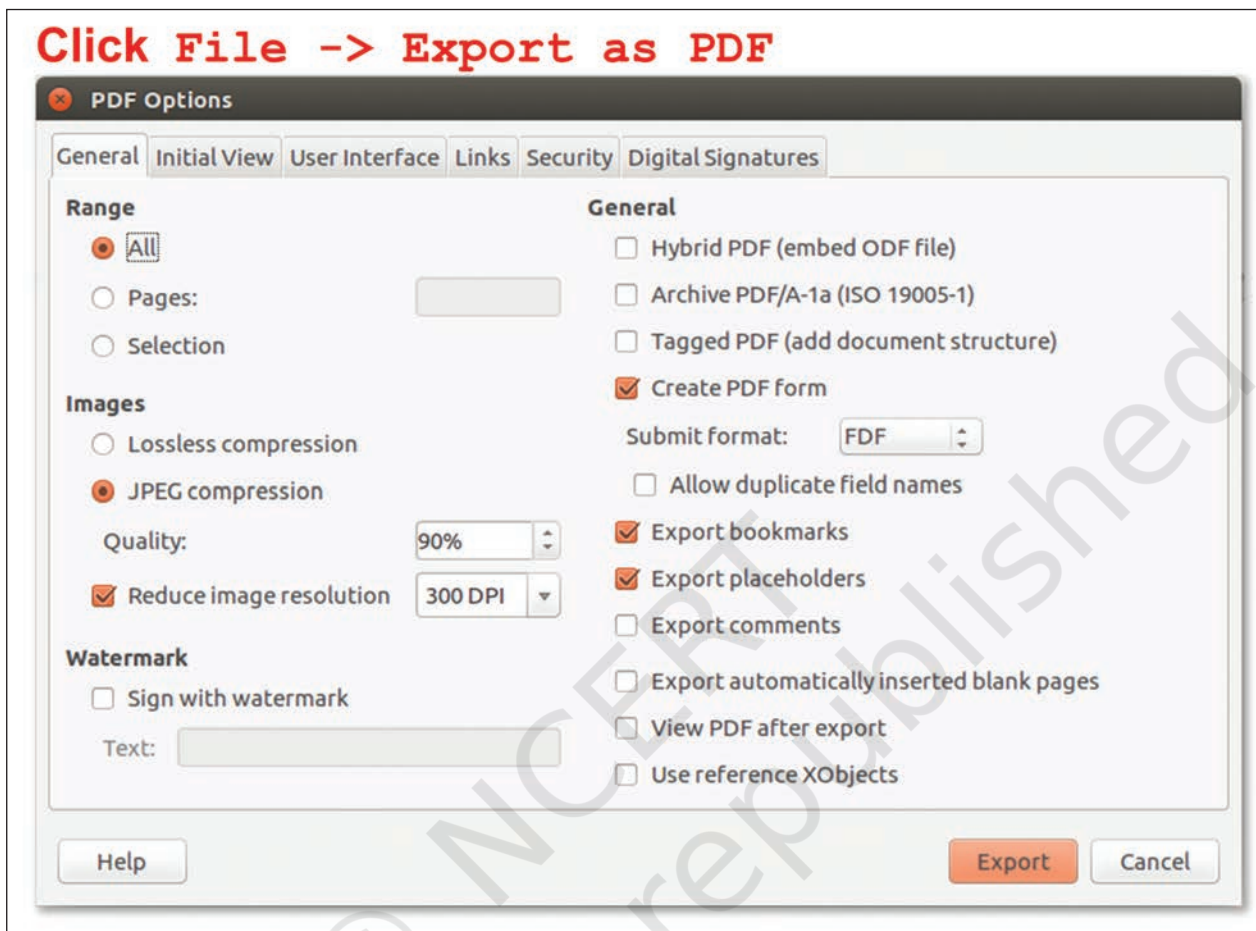 Click File -> Export as PDF
PDF Options
General Initial View User Interface Links Security Digital Signatures
Range
All
Pages:
Selection
Images
Lossless compression
JPEG compression
Quality: 90%
Reduce image resolution 300 DPI
Watermark
Sign with watermark
Text:
General
Hybrid PDF (embed ODF file)
Archive PDF/A-1a (ISO 19005-1)
Tagged PDF (add document structure)
Create PDF form
Submit format: FDF
Allow duplicate field names
Export bookmarks
Export placeholders
Export comments
Export automatically inserted blank pages
View PDF after export
Use reference XObjects
Help Export Cancel
© NCERT
republished